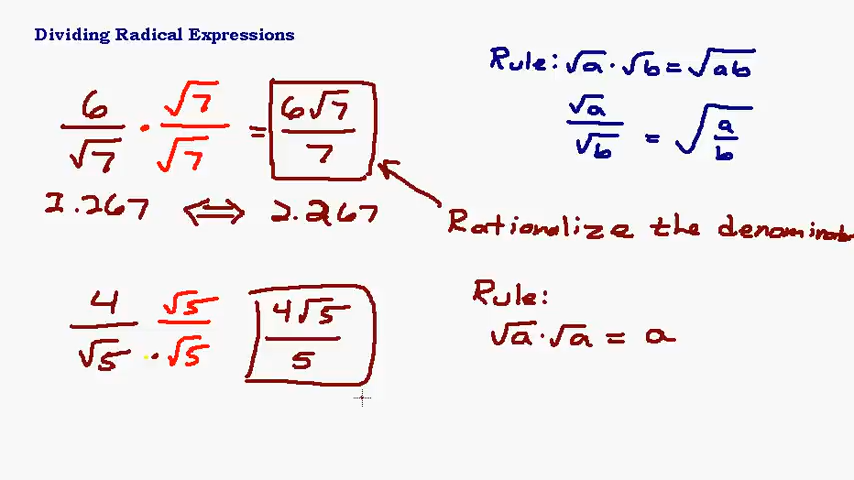 Dividing Radical Expressions
Rule: √a · √b = √ab
√a/√b = √(a/b)
6/√7 · √7/√7 = 6√7/7
2.267 ⟺ 2.267
Rationalize the denominator
Rule:
√a · √a = a
4/√5 · √5/√5 4√5/5